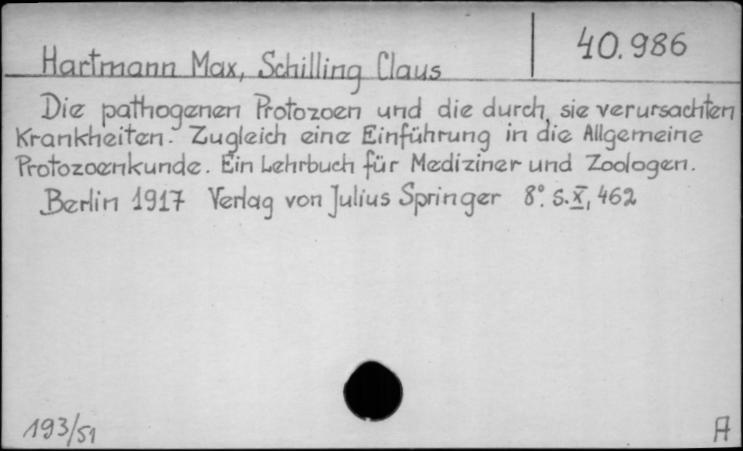 40.986
Hartmann Max, Schilling Claus
Die pathogenen Protozoen und die durch sie verursachten
Krankheiten. Zugleich eine Einführung in die Allgemeine
Protozoenkunde. Ein Lehrbuch für Mediziner und Zoologen.
Berlin 1917 Verlag von Julius Springer 8°. S. X, 462
193/51
A